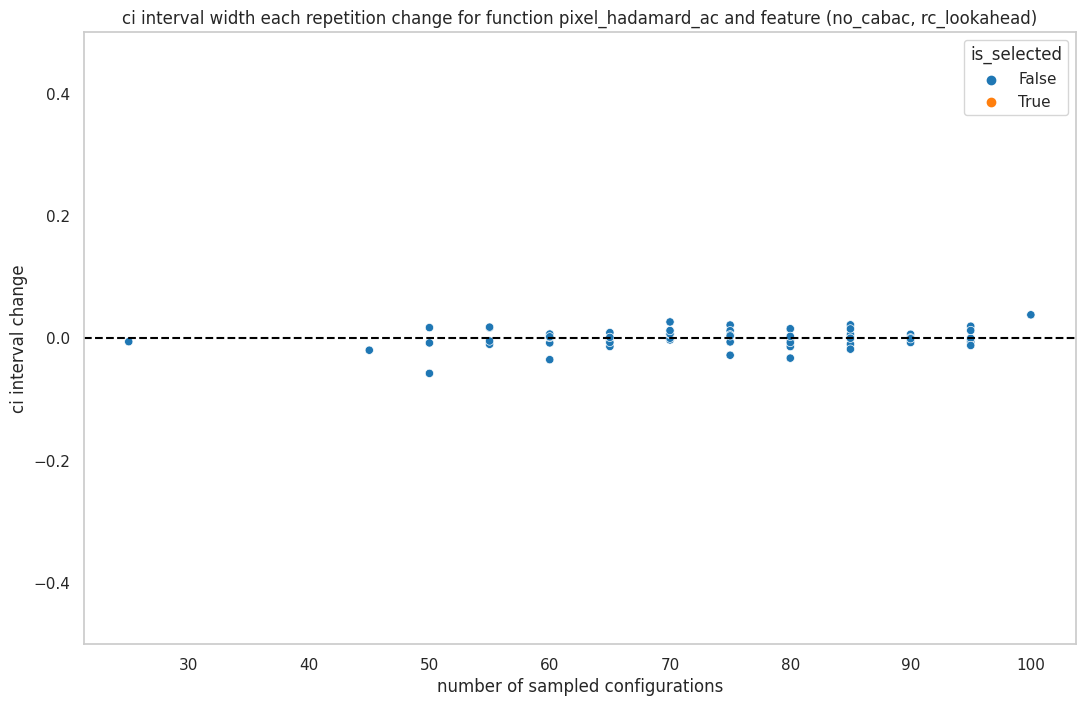 ci interval width each repetition change for function pixel_hadamard_ac and feature (no_cabac, rc_lookahead)
is_selected
False
True
0.4
0.2
0.0
−0.2
−0.4
ci interval change
30 40 50 60 70 80 90 100
number of sampled configurations